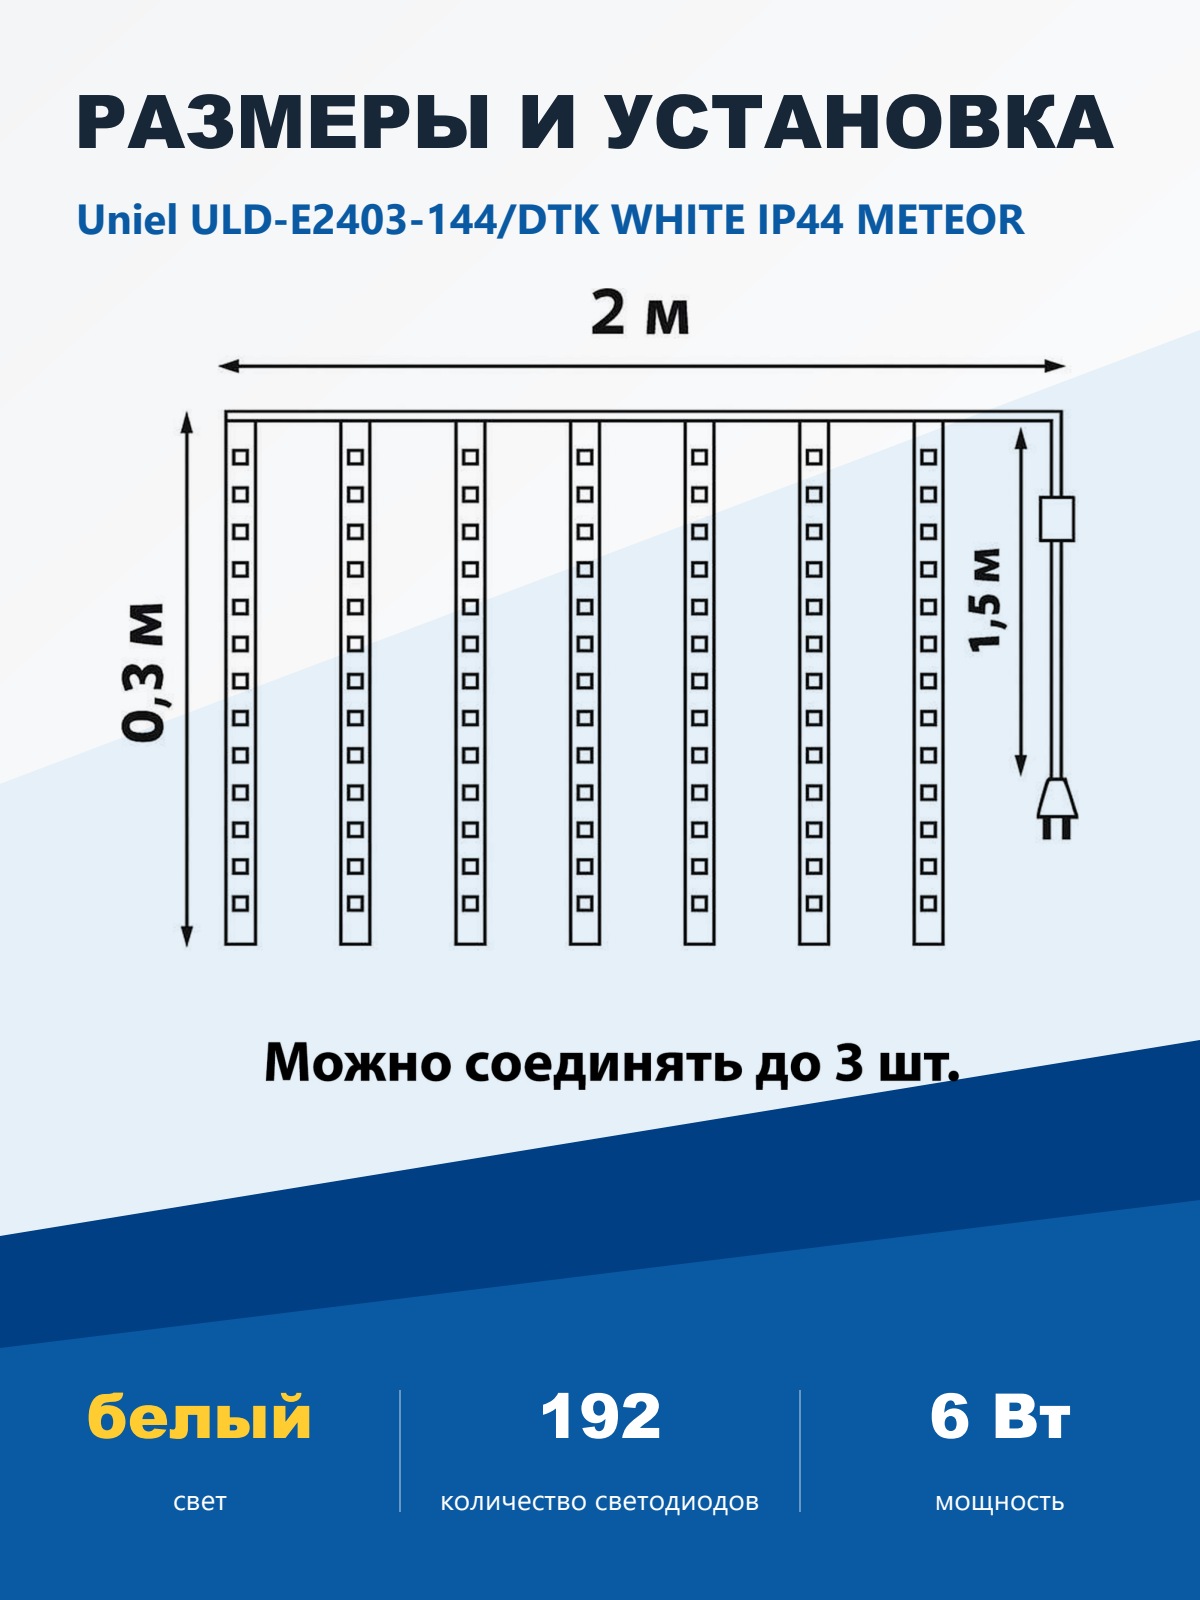 РАЗМЕРЫ И УСТАНОВКА
Uniel ULD-E2403-144/DTK WHITE IP44 METEOR
2 м
0,3 м
1,5 м
Можно соединять до 3 шт.
белый
свет
192
количество светодиодов
6 Вт
мощность